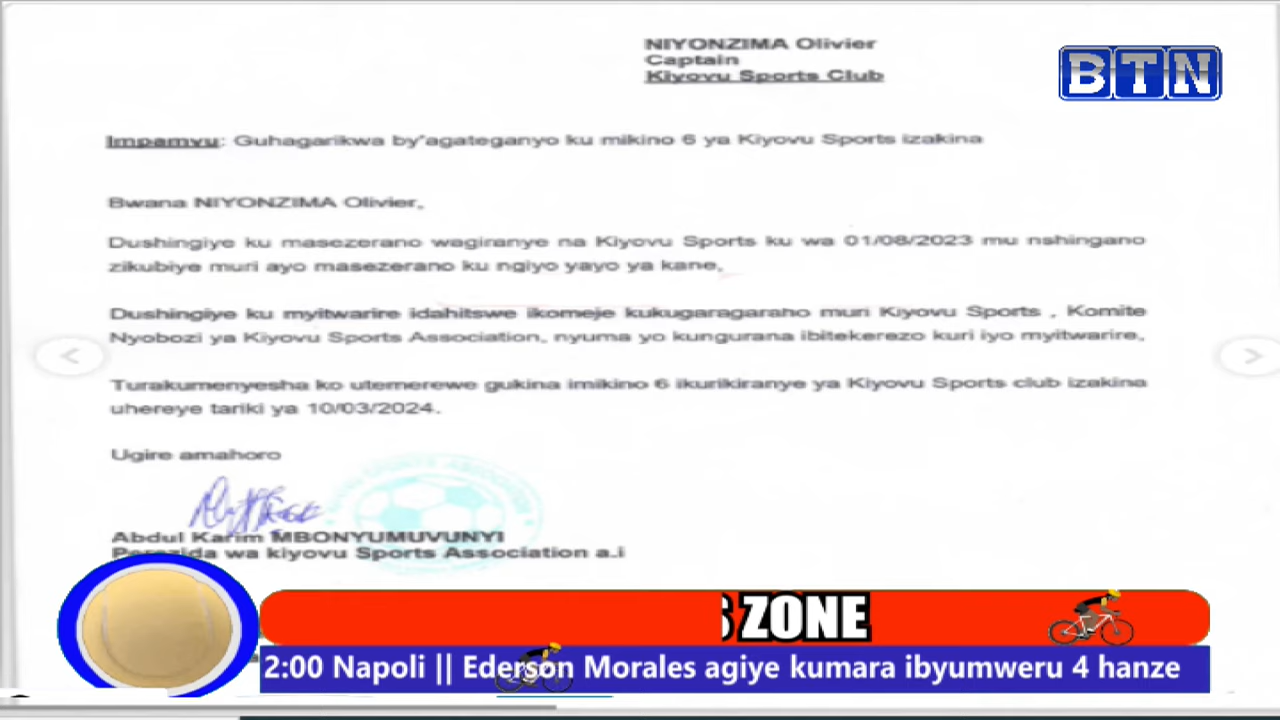 NIYONZIMA Olivier
Captain
Kiyovu Sports Club
BTN
Impamvu: Guhagarikwa by'agateganyo ku mikino 6 ya Kiyovu Sports izakina
Bwana NIYONZIMA Olivier,
Dushingiye ku masezerano wagiranye na Kiyovu Sports ku wa 01/08/2023 mu nshingano
zikubiye muri ayo masezerano ku ngiyo yayo ya kane,
Dushingiye ku myitwarire idahitswe ikomeje kukugaragaraho muri Kiyovu Sports , Komite
Nyobozi ya Kiyovu Sports Association, nyuma yo kungurana ibitekerezo kuri iyo myitwarire,
Turakumenyesha ko utemerewe gukina imikino 6 ikurikiranye ya Kiyovu Sports club izakina
uhereye tariki ya 10/03/2024.
Ugire amahoro
Abdul Karim MBONYUMUVUNYI
Perezida wa kiyovu Sports Association a.i
S ZONE
2:00 Napoli || Ederson Morales agiye kumara ibyumweru 4 hanze